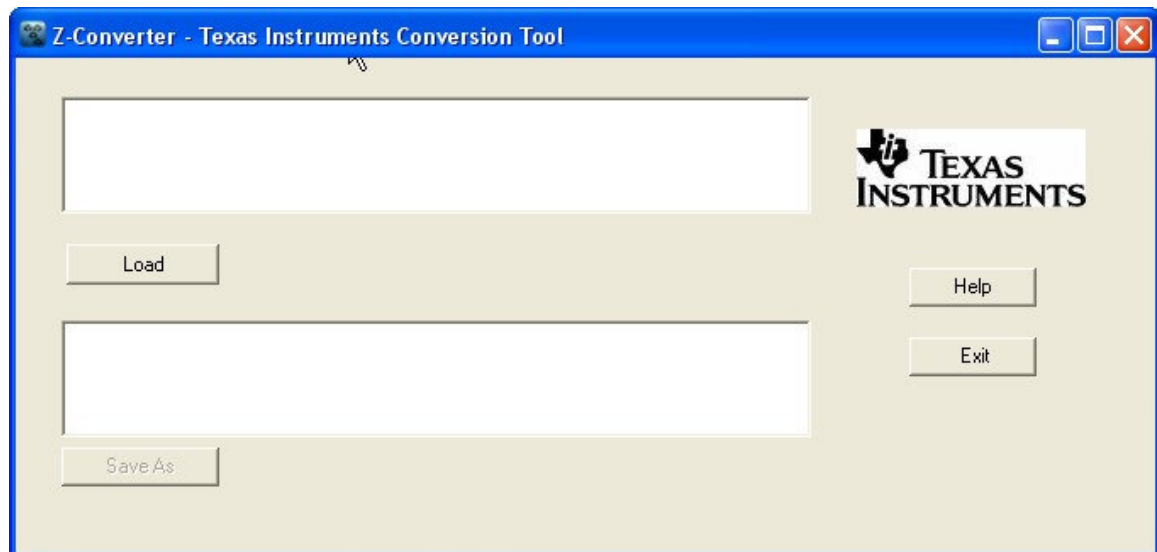 Z-Converter - Texas Instruments Conversion Tool
TEXAS
INSTRUMENTS
Load
Help
Exit
Save As